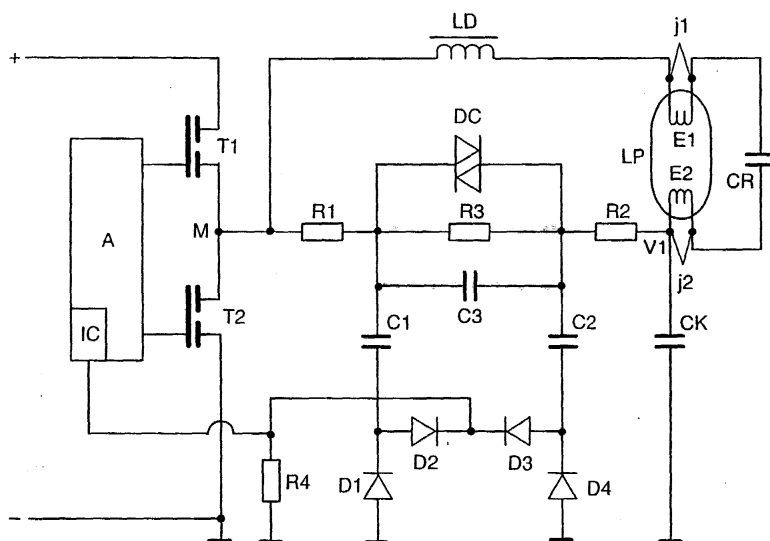 LD
j1
+
DC
T1
LP
E1
E2
CR
R1
R3
R2
A
M
V1
j2
T2
C3
IC
C1
C2
CK
R4
D2
D3
D1
D4
-